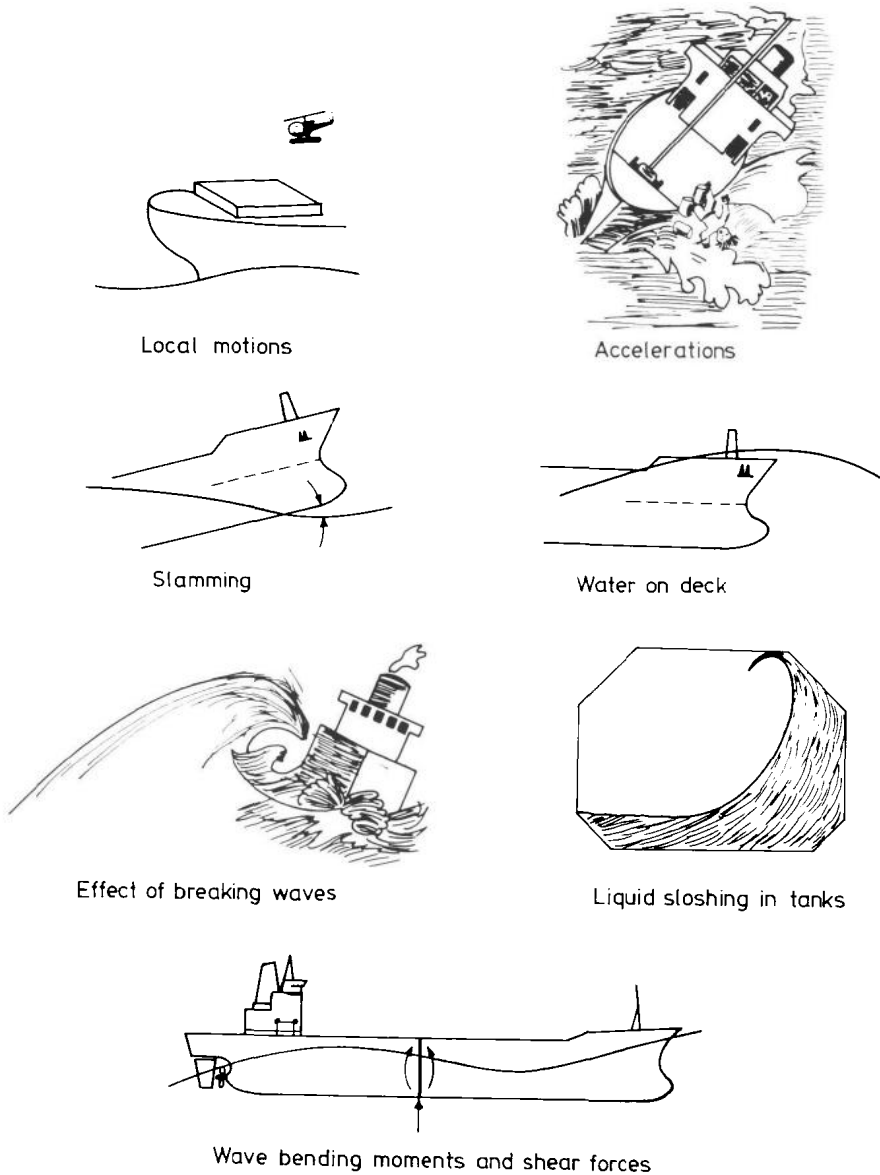 Local motions
Accelerations
Slamming
Water on deck
Effect of breaking waves
Liquid sloshing in tanks
Wave bending moments and shear forces